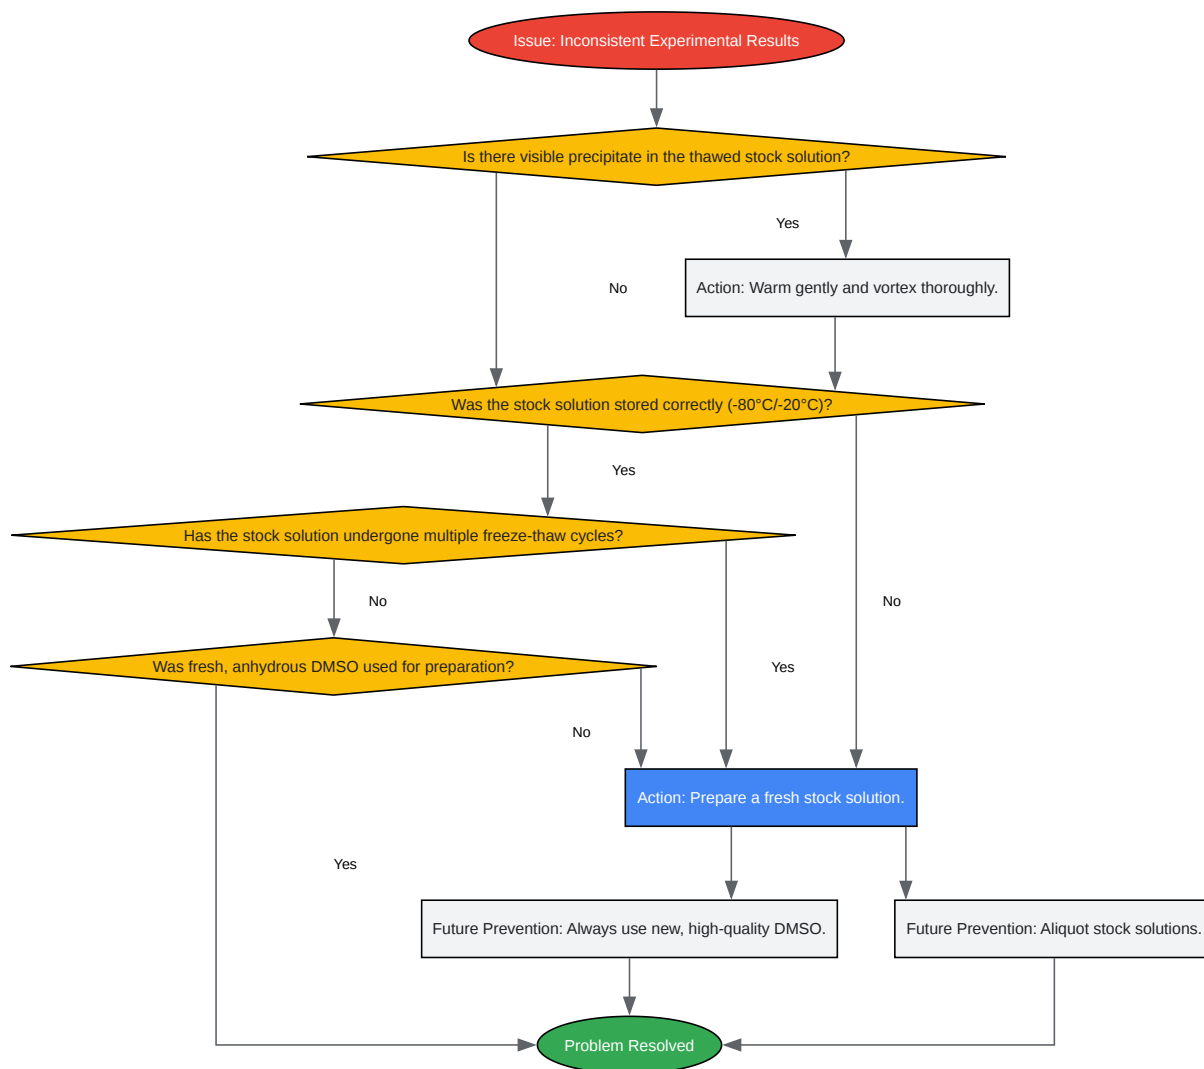 Issue: Inconsistent Experimental Results
Is there visible precipitate in the thawed stock solution?
Yes
No
Action: Warm gently and vortex thoroughly.
Was the stock solution stored correctly (-80°C/-20°C)?
Yes
Has the stock solution undergone multiple freeze-thaw cycles?
No
No
Was fresh, anhydrous DMSO used for preparation?
Yes
No
Action: Prepare a fresh stock solution.
Yes
Future Prevention: Always use new, high-quality DMSO.
Future Prevention: Aliquot stock solutions.
Problem Resolved